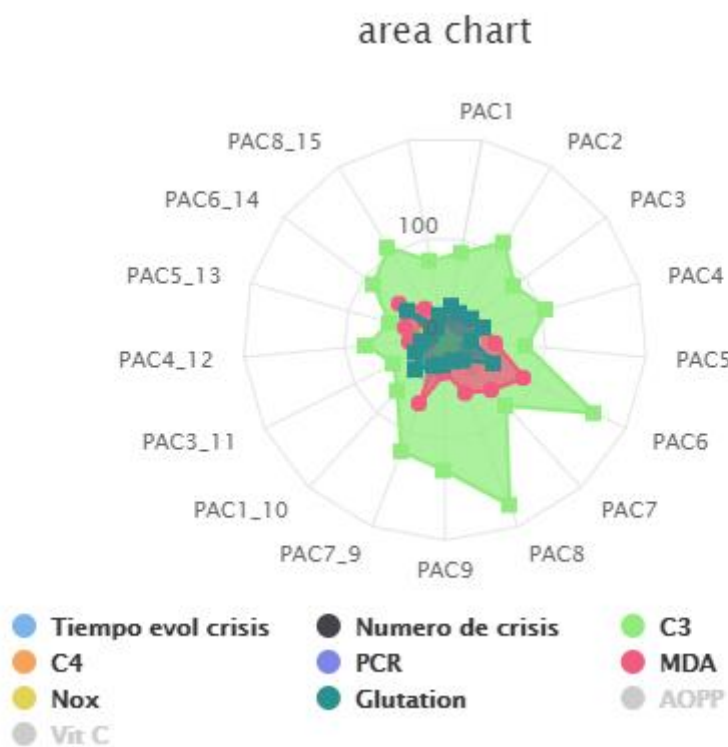 area chart
PAC1
PAC8_15
PAC2
PAC6_14
PAC3
100
PAC5_13
PAC4
PAC4_12
PAC5
PAC3_11
PAC6
PAC1_10
PAC7
PAC7_9
PAC8
PAC9
Tiempo evol crisis
Numero de crisis
C3
C4
PCR
MDA
Nox
Glutation
AOPP
Vit C